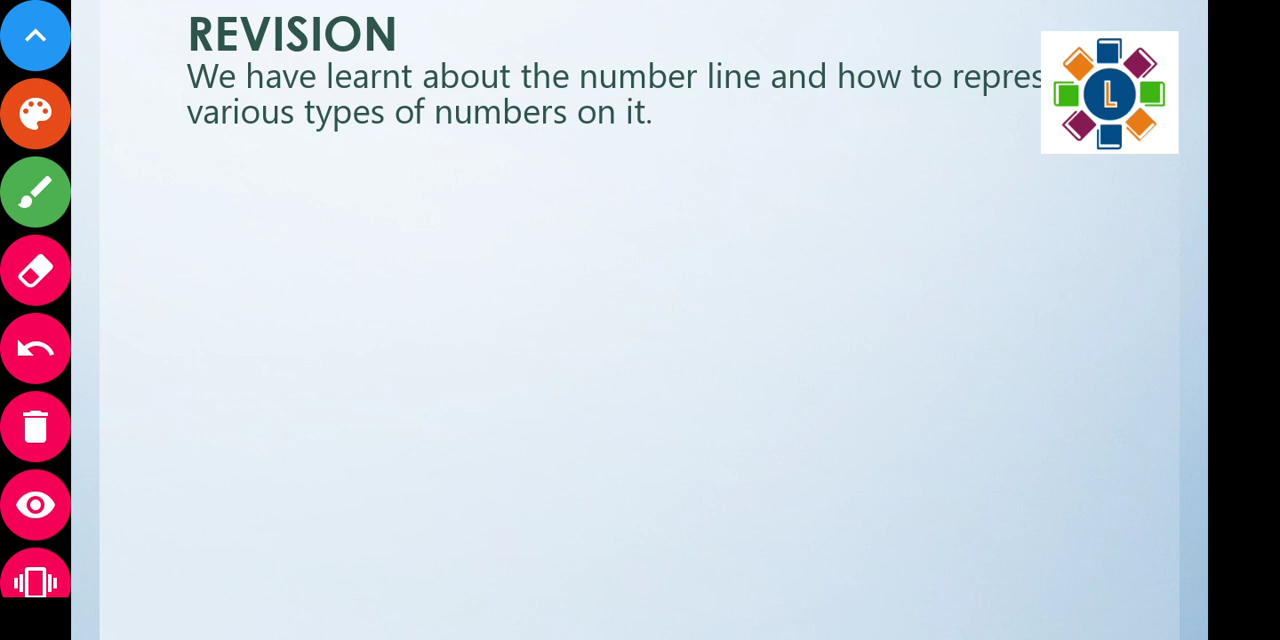 REVISION
We have learnt about the number line and how to repres
various types of numbers on it.
L